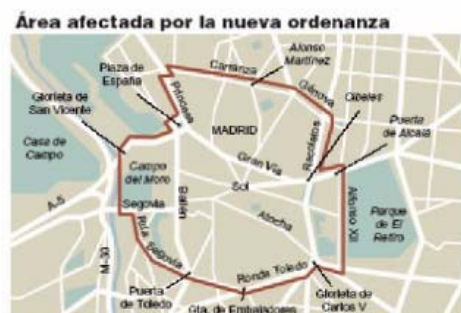 Área afectada por la nueva ordenanza
Alonso
Martínez
Carranza
Plaza de
España
Génova
Cibeles
Glorieta de
San Vicente
Princesa
Puerta
de Alcalá
MADRID
Recoletos
Casa de
Campo
Gran Vía
Campo
del Moro
Sol
Bailén
Alfonso XII
A-5
Segovia
Atocha
Parque
de El
Retiro
Rda. Segovia
M-30
Ronda Toledo
Puerta
de Toledo
Gta. de Embajadores
Glorieta de
Carlos V